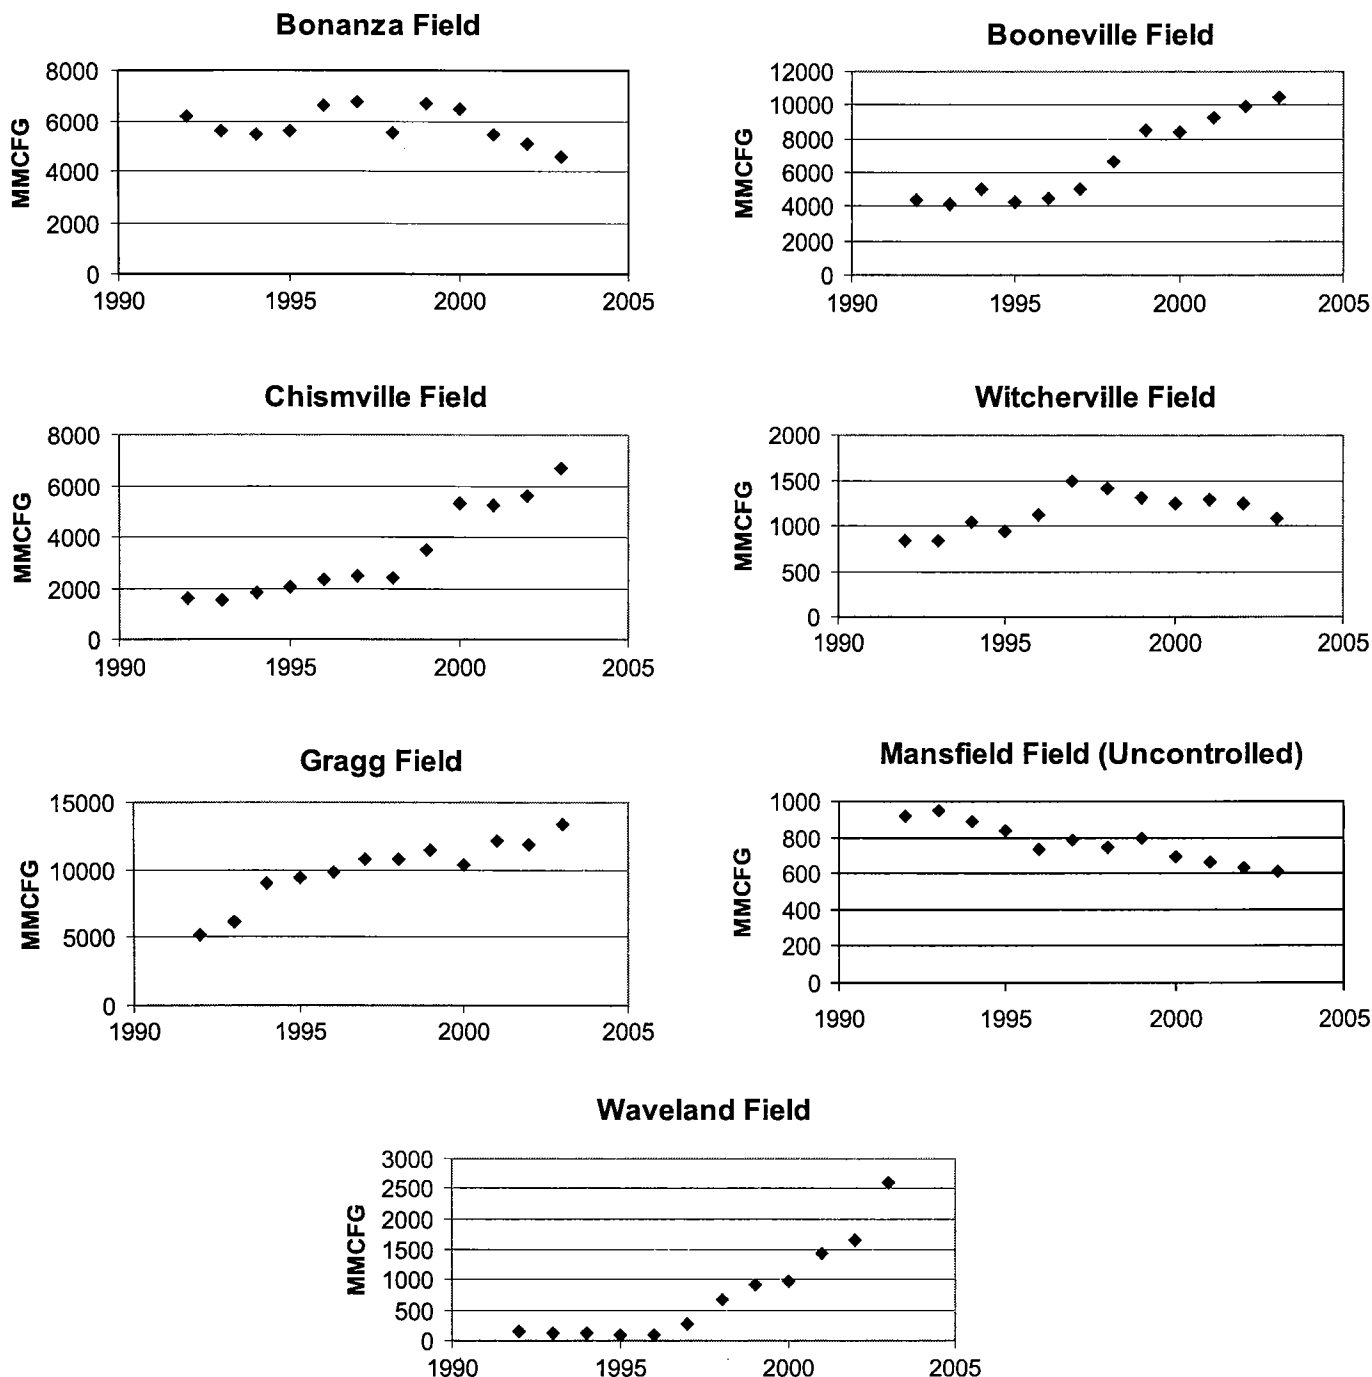 Bonanza Field
8000
6000
4000
2000
0
MMCFG
1990 1995 2000 2005
Booneville Field
12000
10000
8000
6000
4000
2000
0
MMCFG
1990 1995 2000 2005
Chismville Field
8000
6000
4000
2000
0
MMCFG
1990 1995 2000 2005
Witcherville Field
2000
1500
1000
500
0
MMCFG
1990 1995 2000 2005
Gragg Field
15000
10000
5000
0
MMCFG
1990 1995 2000 2005
Mansfield Field (Uncontrolled)
1000
800
600
400
200
0
MMCFG
1990 1995 2000 2005
Waveland Field
3000
2500
2000
1500
1000
500
0
MMCFG
1990 1995 2000 2005